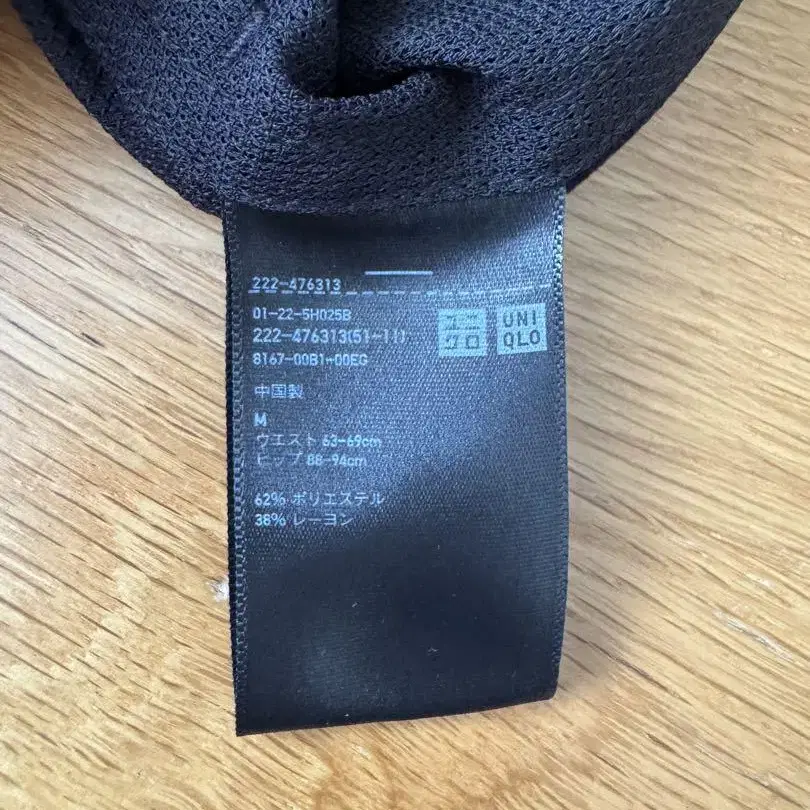 222-476313
01-22-5H025B
222-476313(51-11)
8167-00B1-00EG
ユニ
クロ
UNI
QLO
中国製
M
ウエスト 63-69cm
ヒップ 88-94cm
62% ポリエステル
38% レーヨン